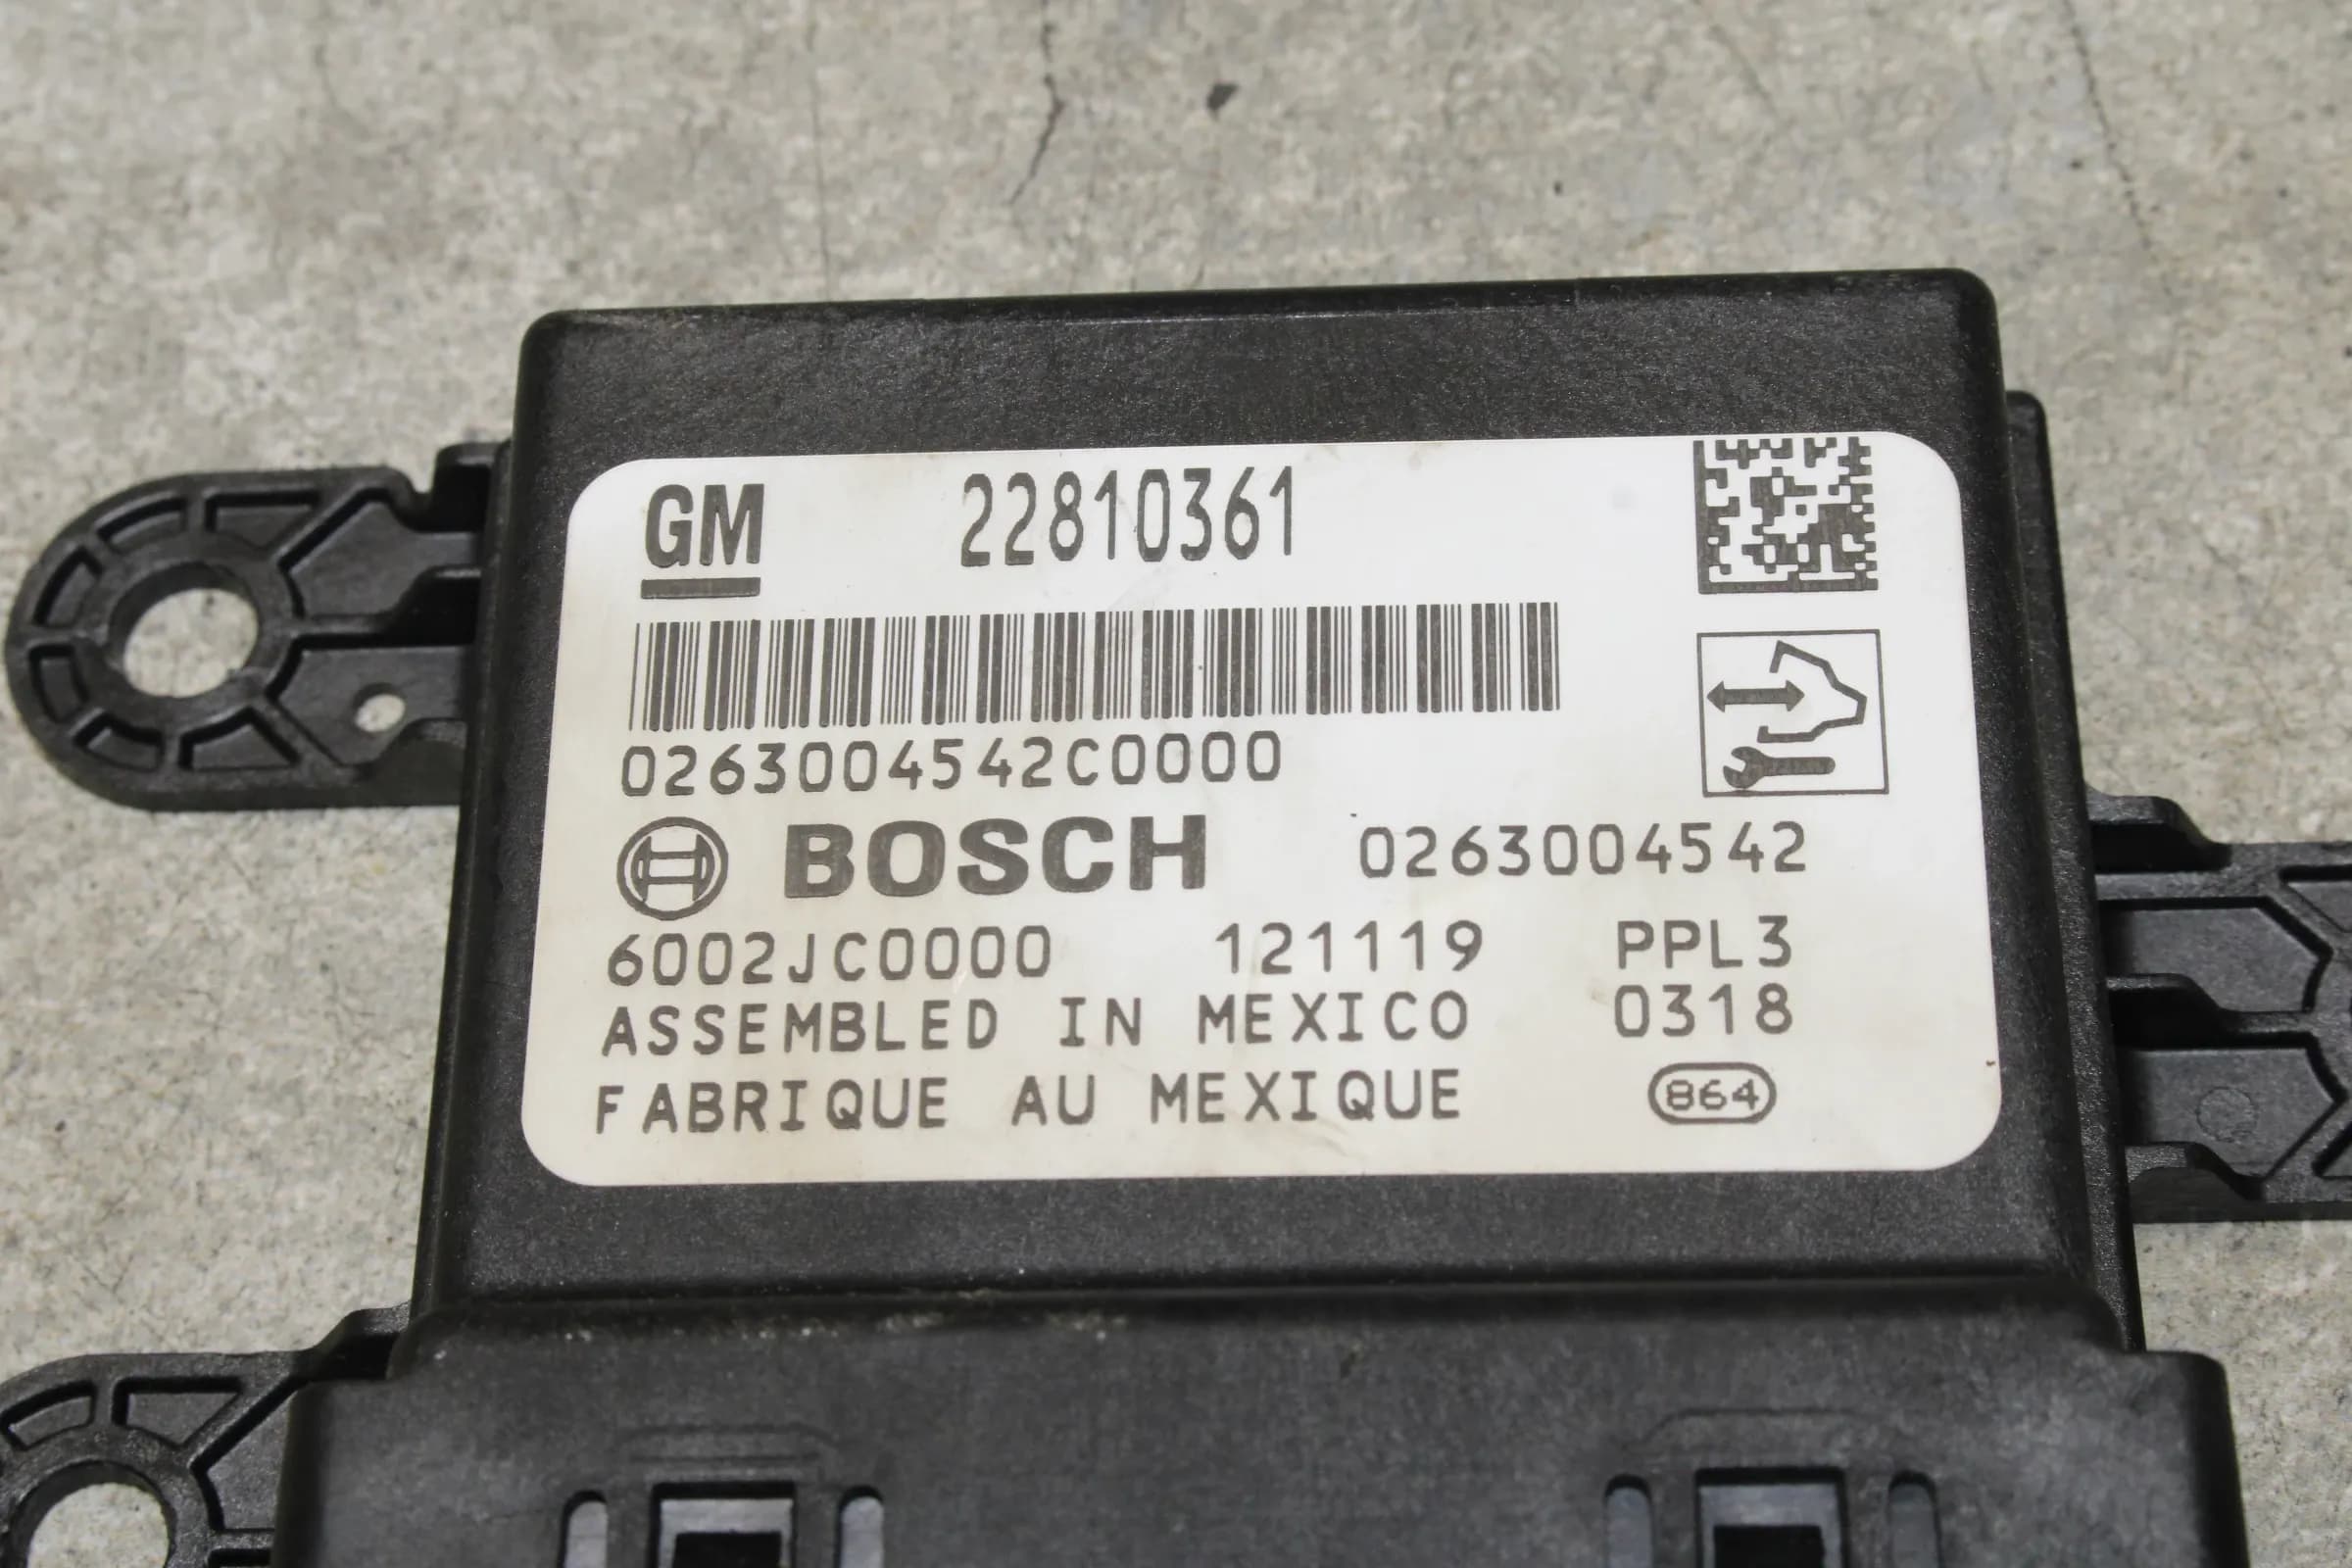 GM 22810361
0263004542C0000
BOSCH 0263004542
6002JC0000 121119 PPL3
ASSEMBLED IN MEXICO 0318
FABRIQUE AU MEXIQUE 864